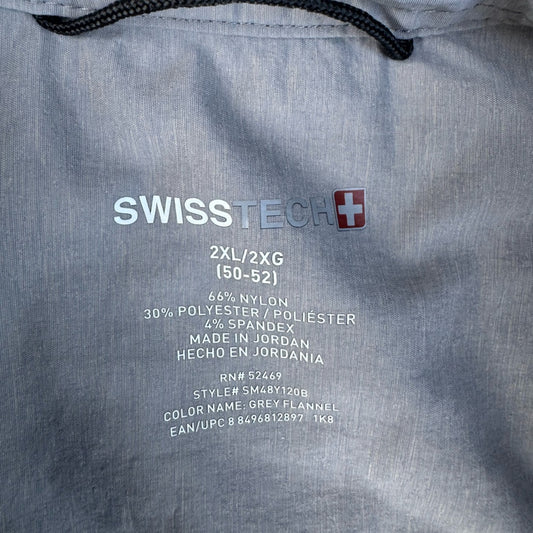 SWISSTECH
2XL/2XG
(50-52)
66% NYLON
30% POLYESTER / POLIÉSTER
4% SPANDEX
MADE IN JORDAN
HECHO EN JORDANIA
RN# 52469
STYLE# SM48Y120B
COLOR NAME: GREY FLANNEL
EAN/UPC 8 8496812897 1K8